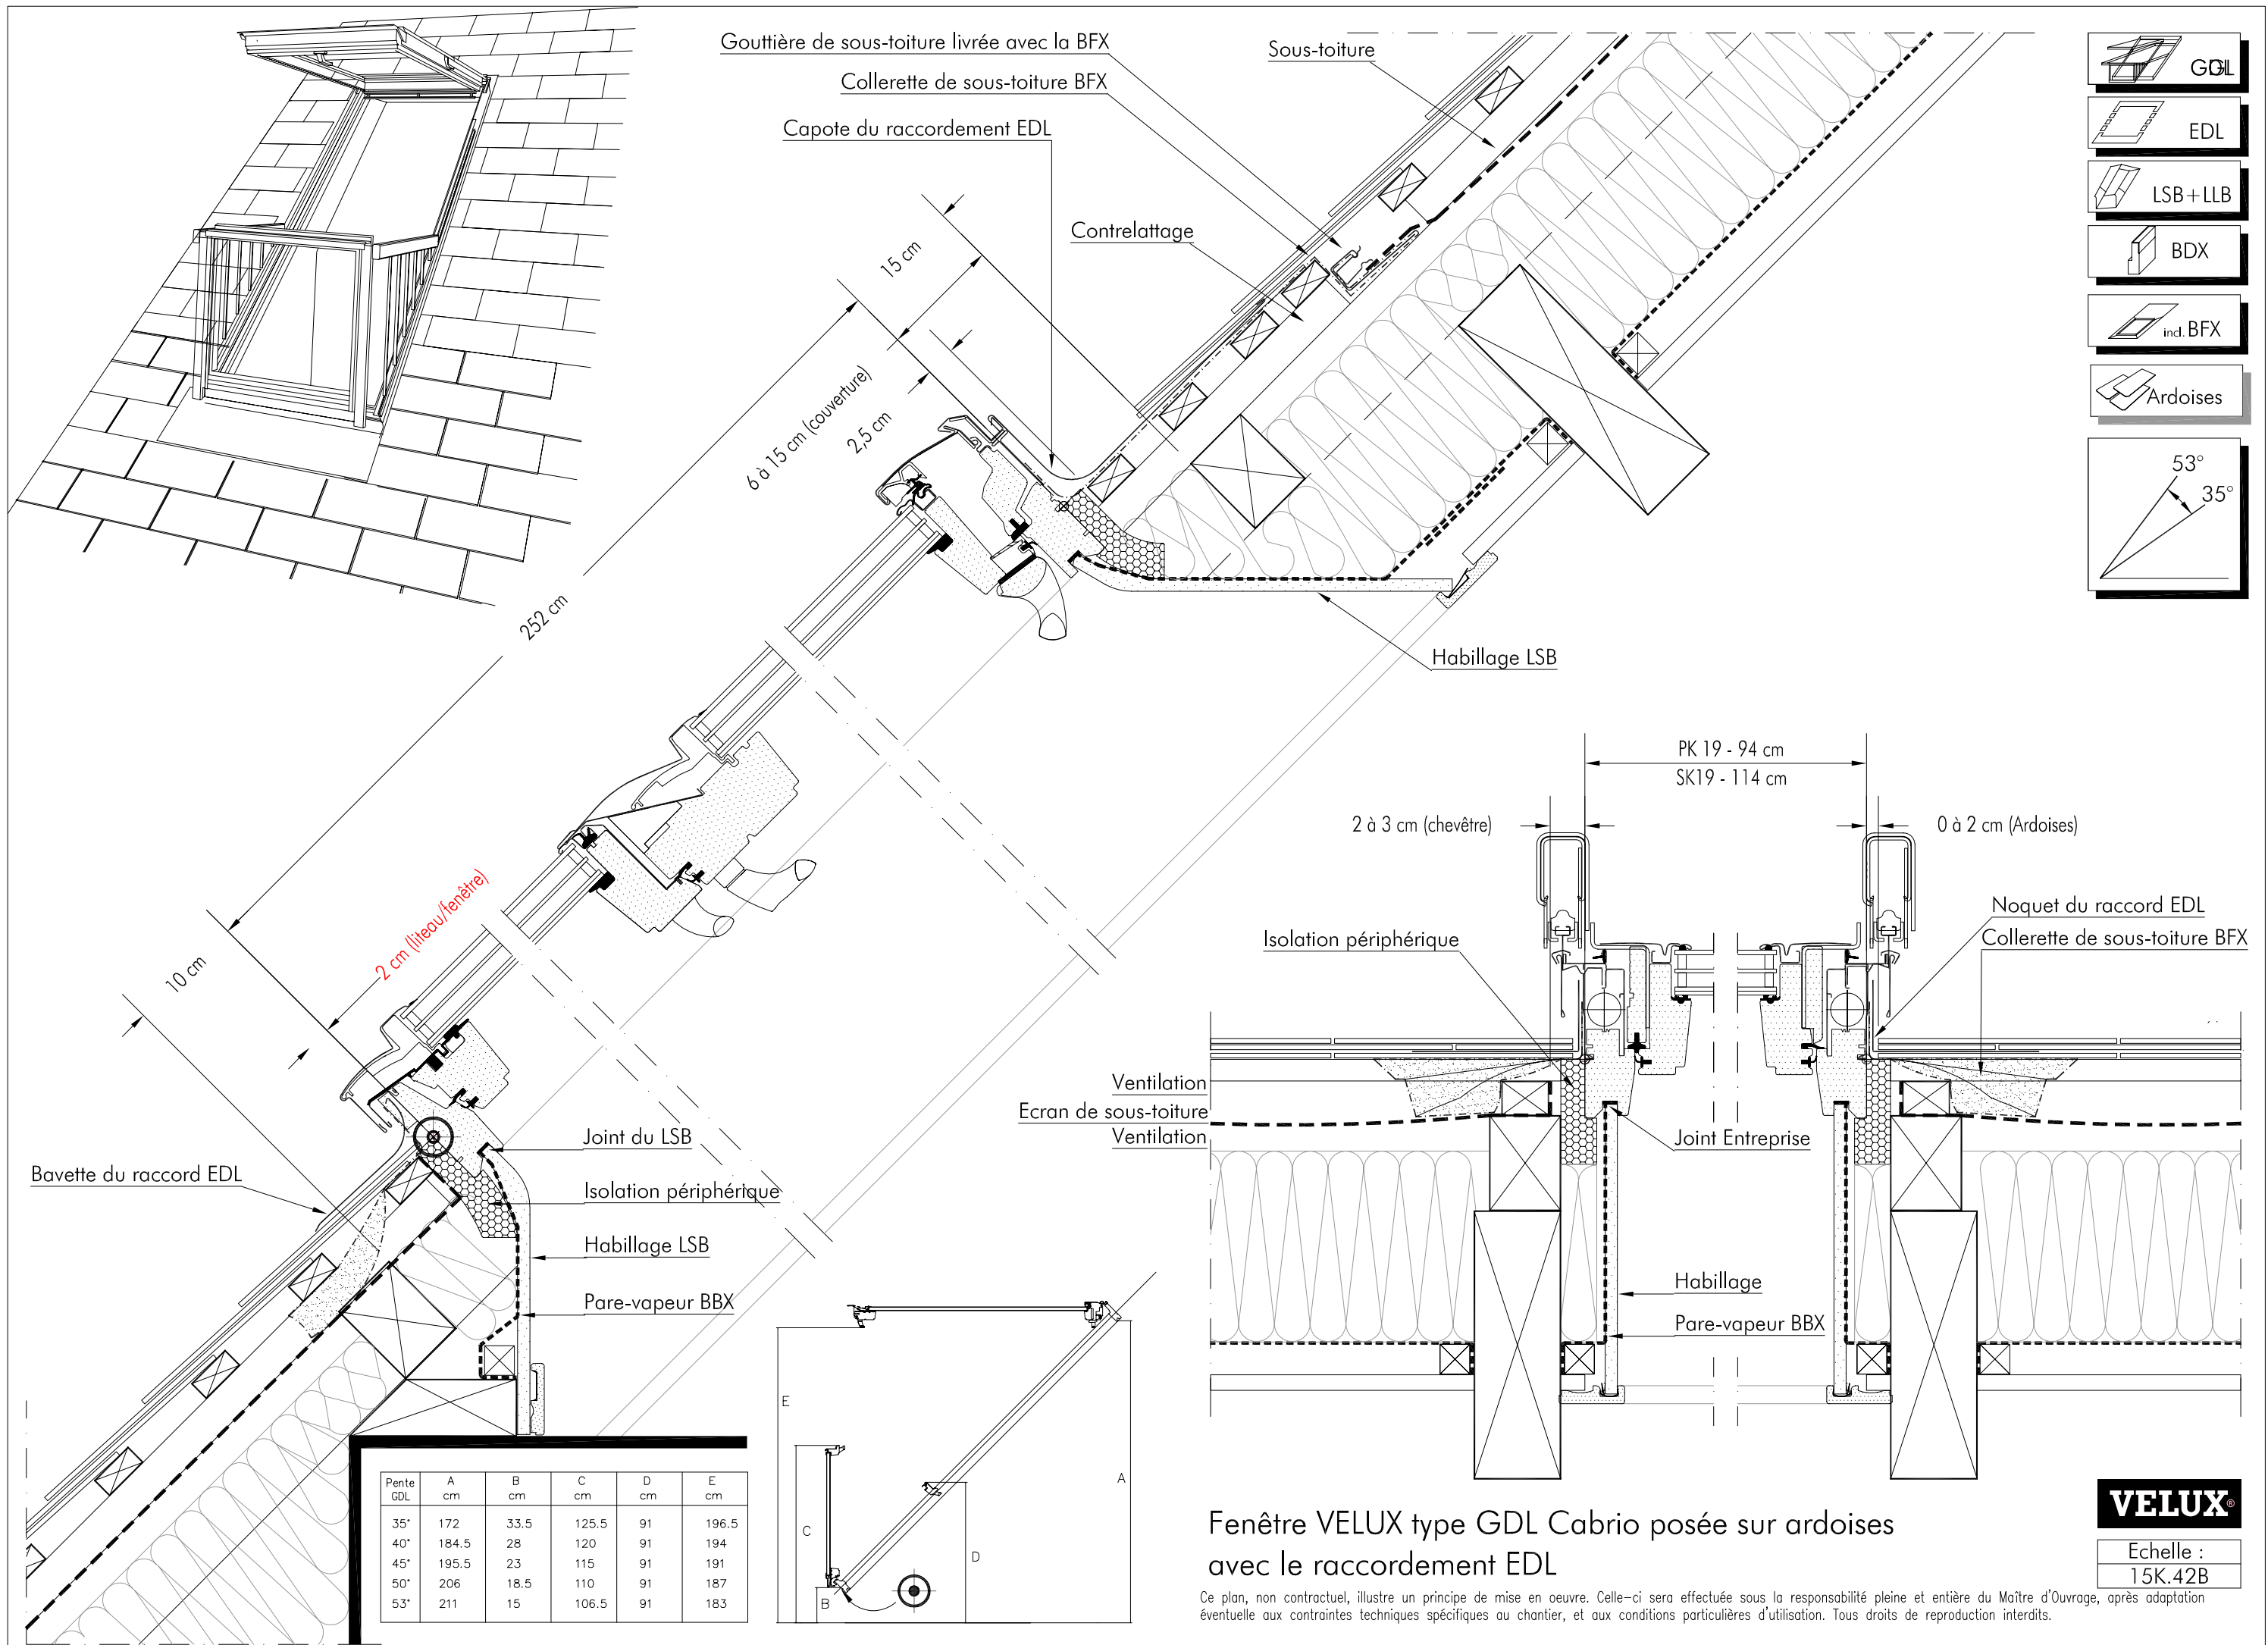 Gouttière de sous-toiture livrée avec la BFX
Collerette de sous-toiture BFX
Capote du raccordement EDL
Sous-toiture
Contrelattage
15 cm
6 à 15 cm (couverture)
2,5 cm
252 cm
Habillage LSB
-2 cm (liteau/fenêtre)
10 cm
Bavette du raccord EDL
Joint du LSB
Isolation périphérique
Habillage LSB
Pare-vapeur BBX
EDL
LSB+LLB
BDX
incl. BFX
Ardoises
53°
35°
PK 19 - 94 cm
SK19 - 114 cm
2 à 3 cm (chevêtre)
0 à 2 cm (Ardoises)
Noquet du raccord EDL
Collerette de sous-toiture BFX
Isolation périphérique
Ventilation
Ecran de sous-toiture
Ventilation
Joint Entreprise
Habillage
Pare-vapeur BBX
Pente GDL A cm B cm C cm D cm E cm
35° 172 33.5 125.5 91 196.5
40° 184.5 28 120 91 194
45° 195.5 23 115 91 191
50° 206 18.5 110 91 187
53° 211 15 106.5 91 183
E
C
B
D
A
Fenêtre VELUX type GDL Cabrio posée sur ardoises
avec le raccordement EDL
Ce plan, non contractuel, illustre un principe de mise en oeuvre. Celle-ci sera effectuée sous la responsabilité pleine et entière du Maître d'Ouvrage, après adaptation
éventuelle aux contraintes techniques spécifiques au chantier, et aux conditions particulières d'utilisation. Tous droits de reproduction interdits.
VELUX®
Echelle :
15K.42B